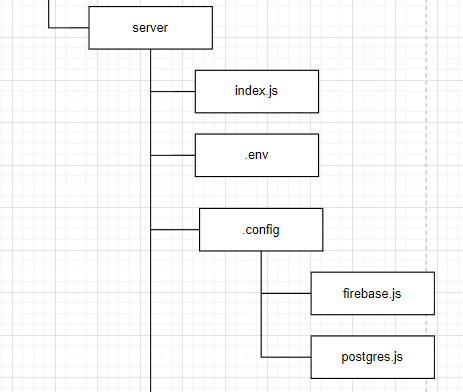 server
index.js
.env
.config
firebase.js
postgres.js